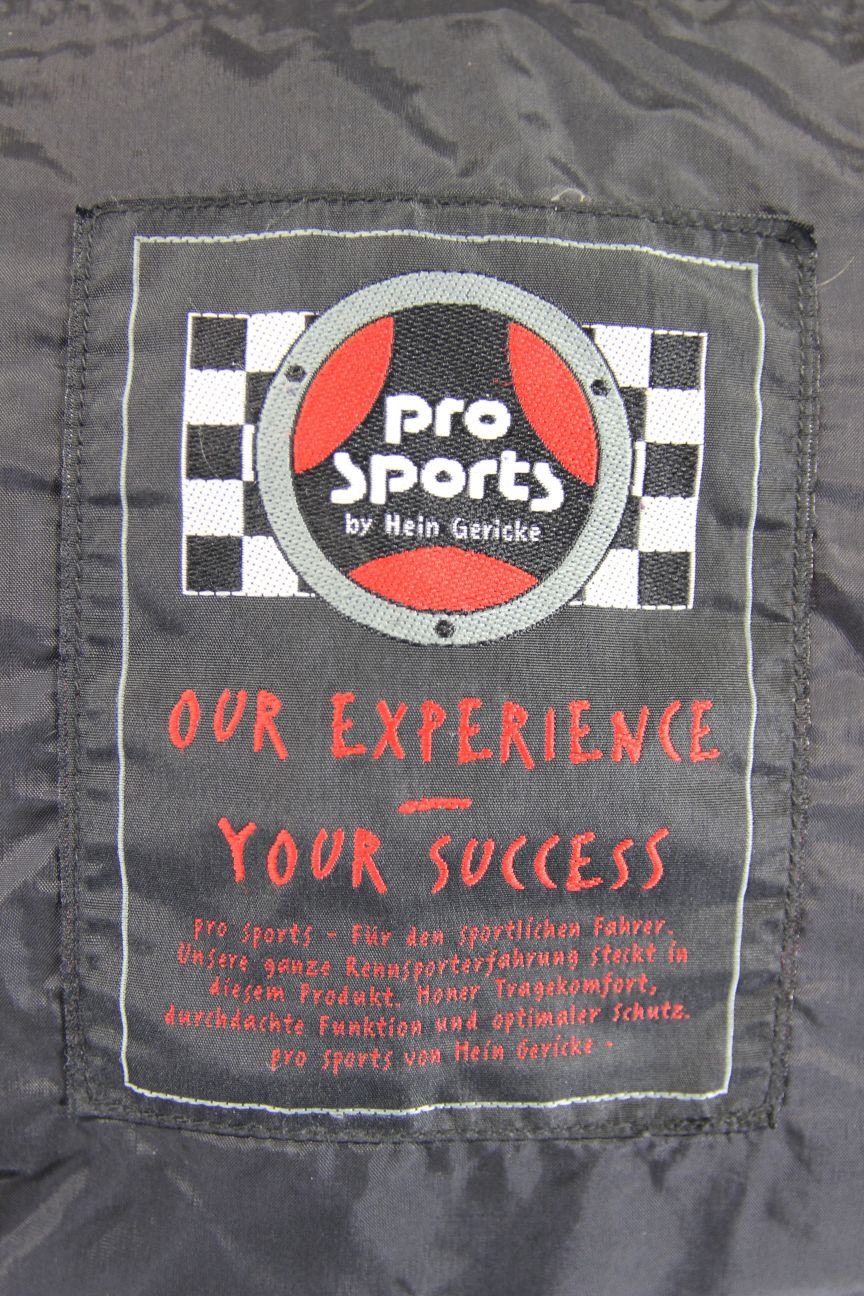 pro
sports
by Hein Gericke
OUR EXPERIENCE
—
YOUR SUCCESS
pro sports - Für den sportlichen Fahrer.
Unsere ganze Rennsporterfahrung steckt in
diesem Produkt. Honer Tragekomfort,
durchdachte Funktion und optimaler Schutz.
pro sports von Hein Gericke -